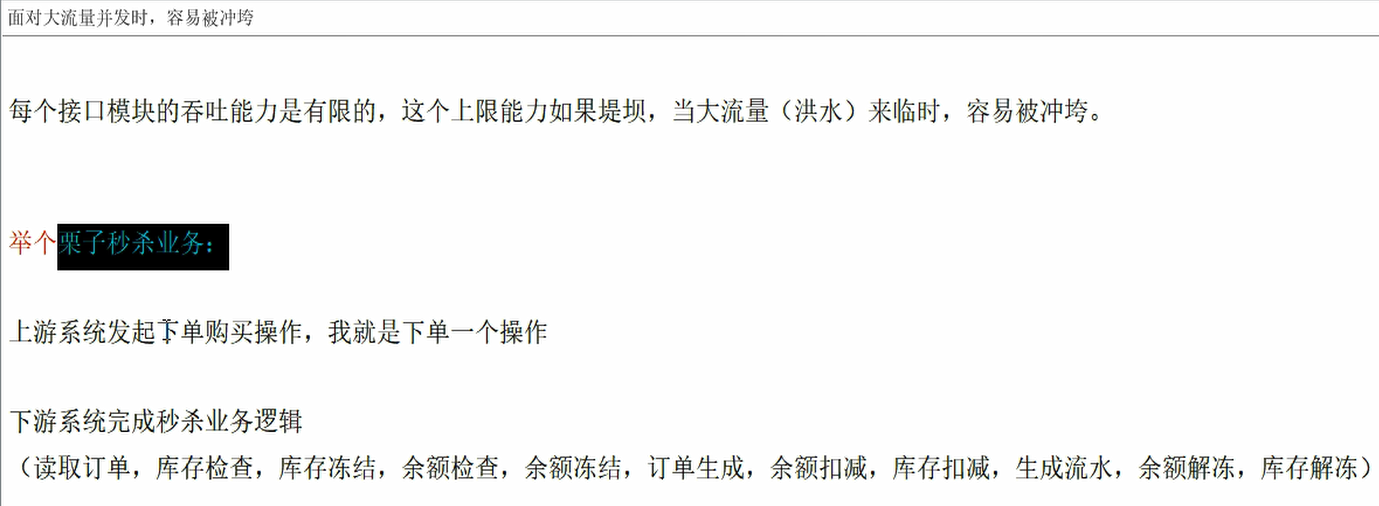 面对大流量并发时，容易被冲垮
每个接口模块的吞吐能力是有限的，这个上限能力如果堤坝，当大流量（洪水）来临时，容易被冲垮。
举个栗子秒杀业务：
上游系统发起下单购买操作，我就是下单一个操作
下游系统完成秒杀业务逻辑
（读取订单，库存检查，库存冻结，余额检查，余额冻结，订单生成，余额扣减，库存扣减，生成流水，余额解冻，库存解冻）